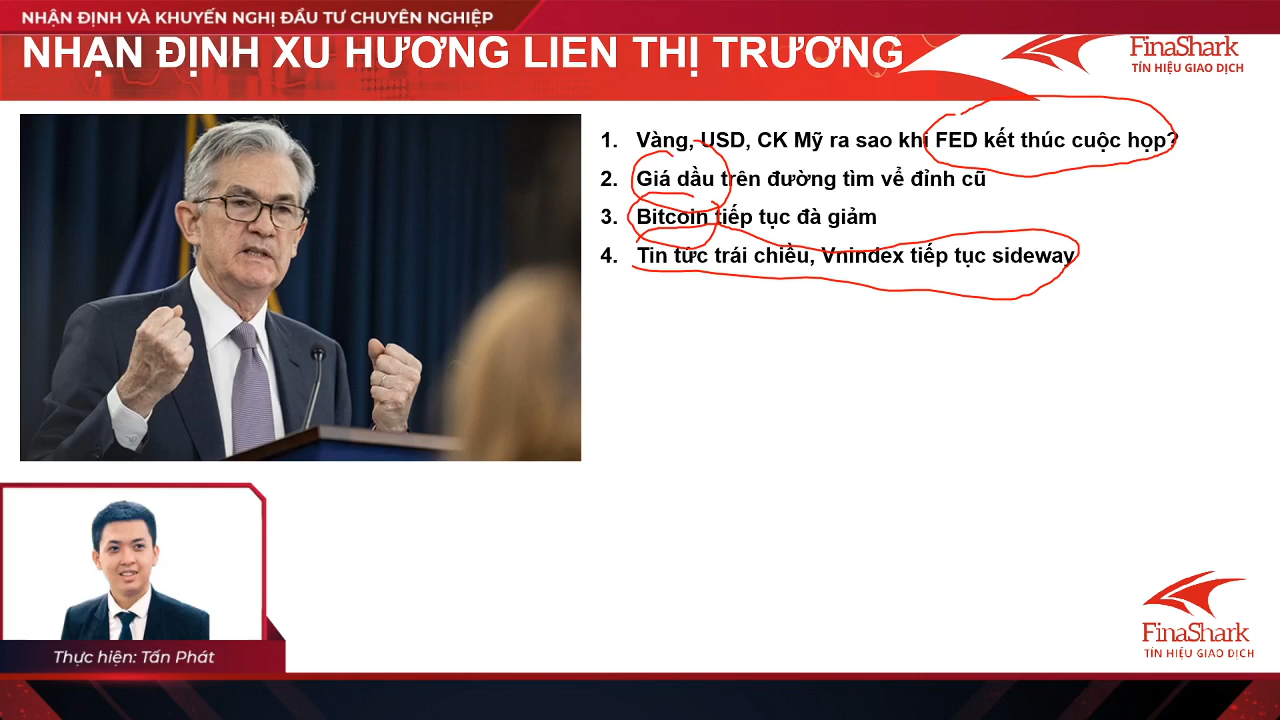 NHẬN ĐỊNH VÀ KHUYẾN NGHỊ ĐẦU TƯ CHUYÊN NGHIỆP
NHẬN ĐỊNH XU HƯỚNG LIÊN THỊ TRƯỜNG
FinaShark
TÍN HIỆU GIAO DỊCH
1. Vàng, USD, CK Mỹ ra sao khi FED kết thúc cuộc họp?
2. Giá dầu trên đường tìm về đỉnh cũ
3. Bitcoin tiếp tục đà giảm
4. Tin tức trái chiều, Vnindex tiếp tục sideway
Thực hiện: Tấn Phát
FinaShark
TÍN HIỆU GIAO DỊCH